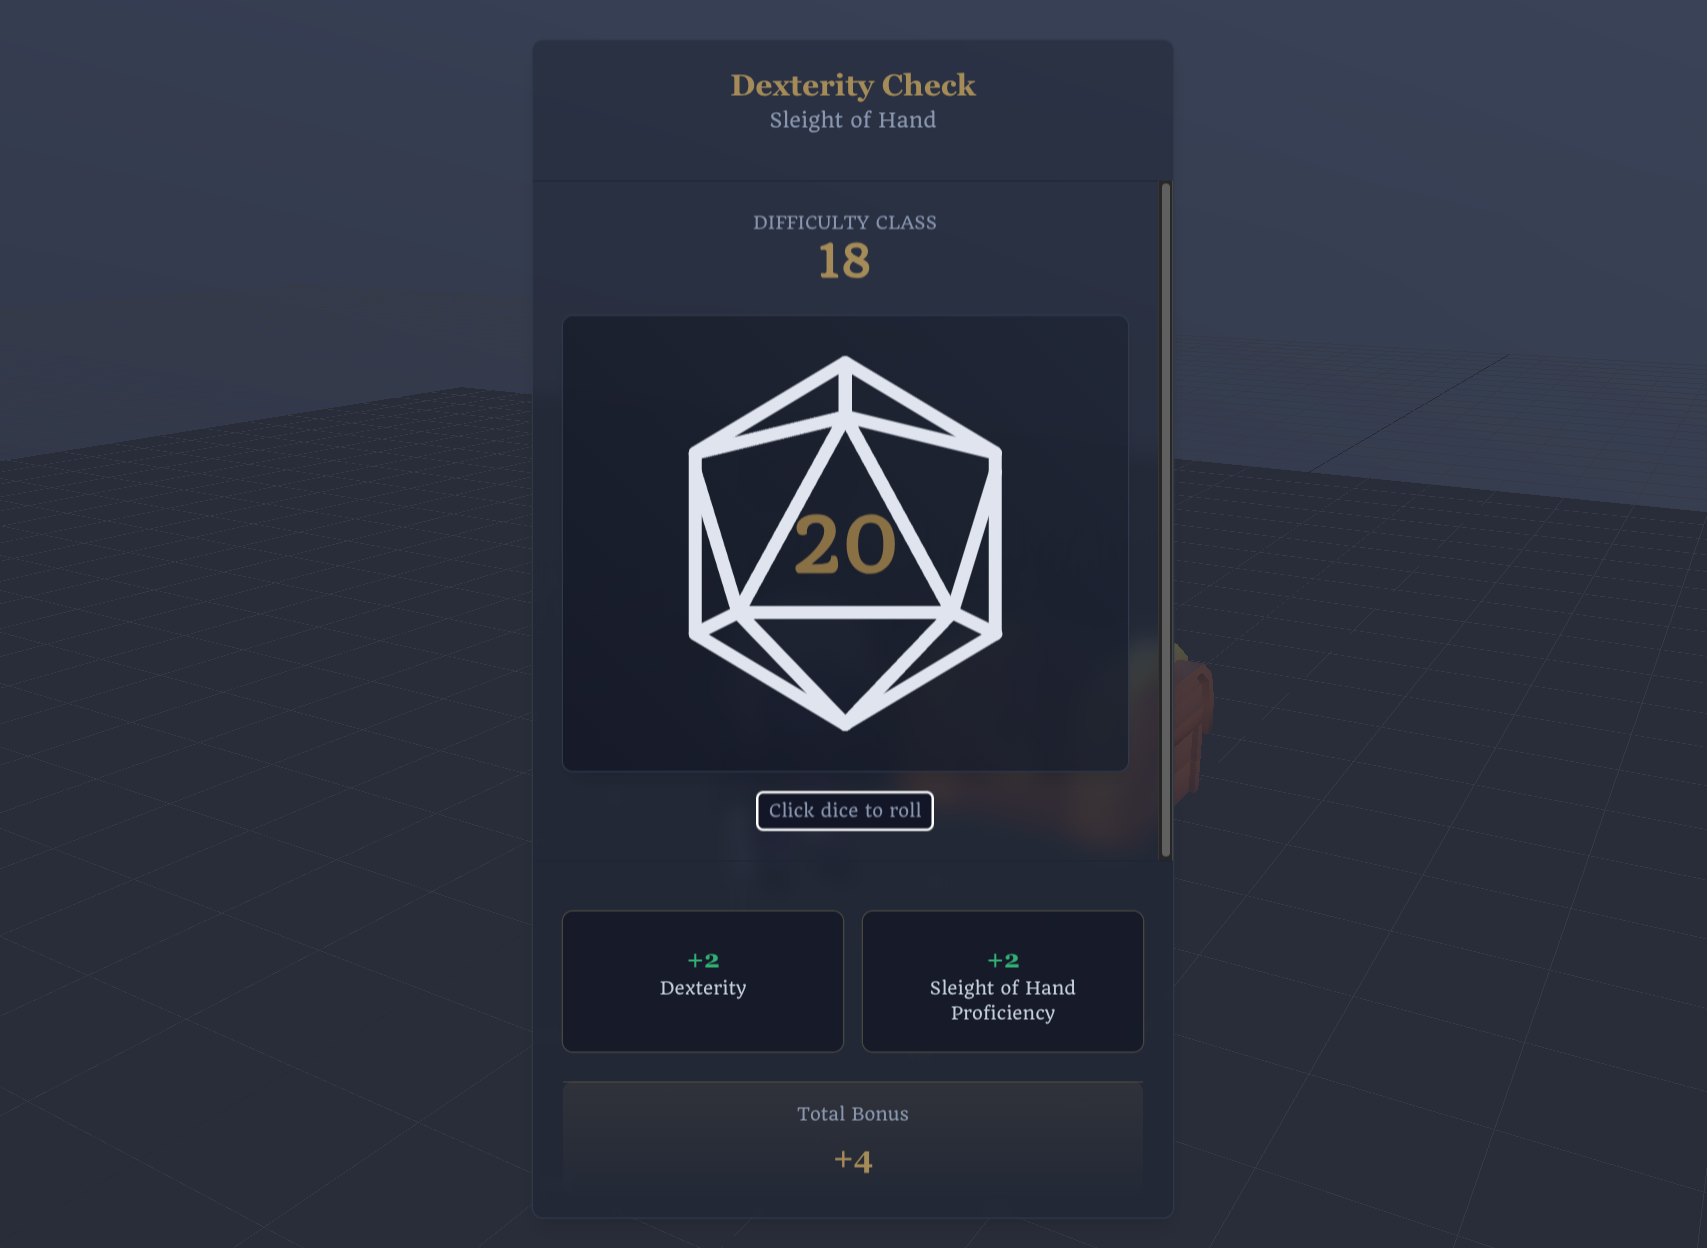 Dexterity Check
Sleight of Hand
DIFFICULTY CLASS
18
20
Click dice to roll
+2
Dexterity
+2
Sleight of Hand
Proficiency
Total Bonus
+4